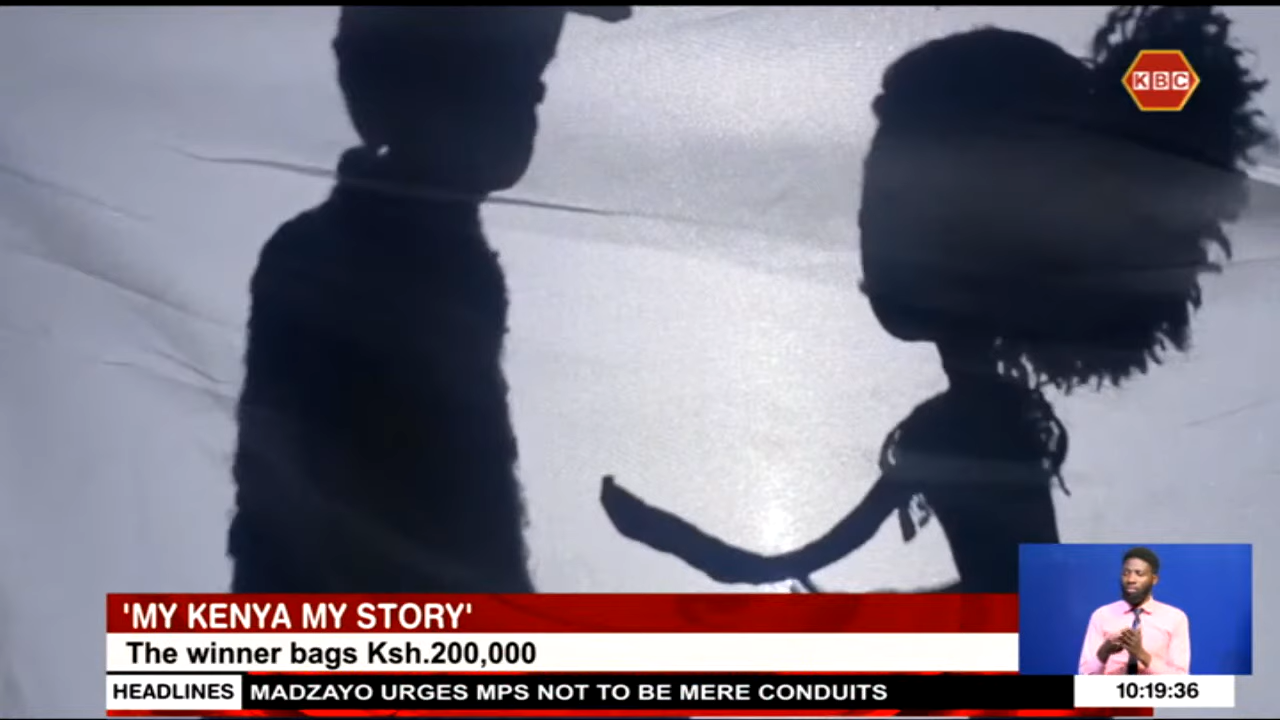 KBC
'MY KENYA MY STORY'
The winner bags Ksh.200,000
HEADLINES MADZAYO URGES MPS NOT TO BE MERE CONDUITS
10:19:36